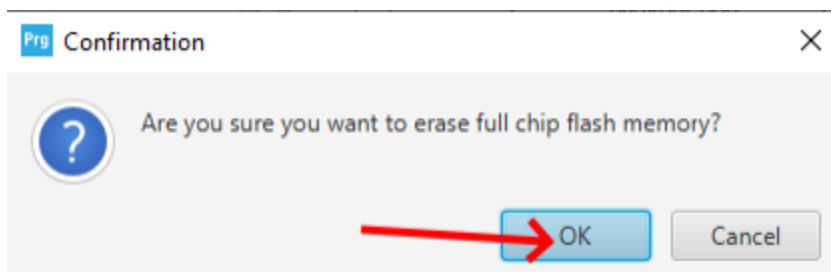 Prg Confirmation
Are you sure you want to erase full chip flash memory?
OK Cancel